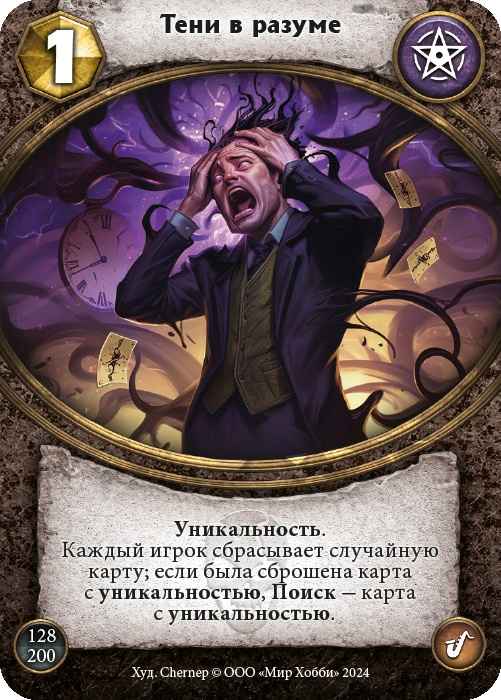 Тени в разуме
1
Уникальность.
Каждый игрок сбрасывает случайную
карту; если была сброшена карта
с уникальностью, Поиск — карта
с уникальностью.
128
200
Худ. Chernep © ООО «Мир Хобби» 2024